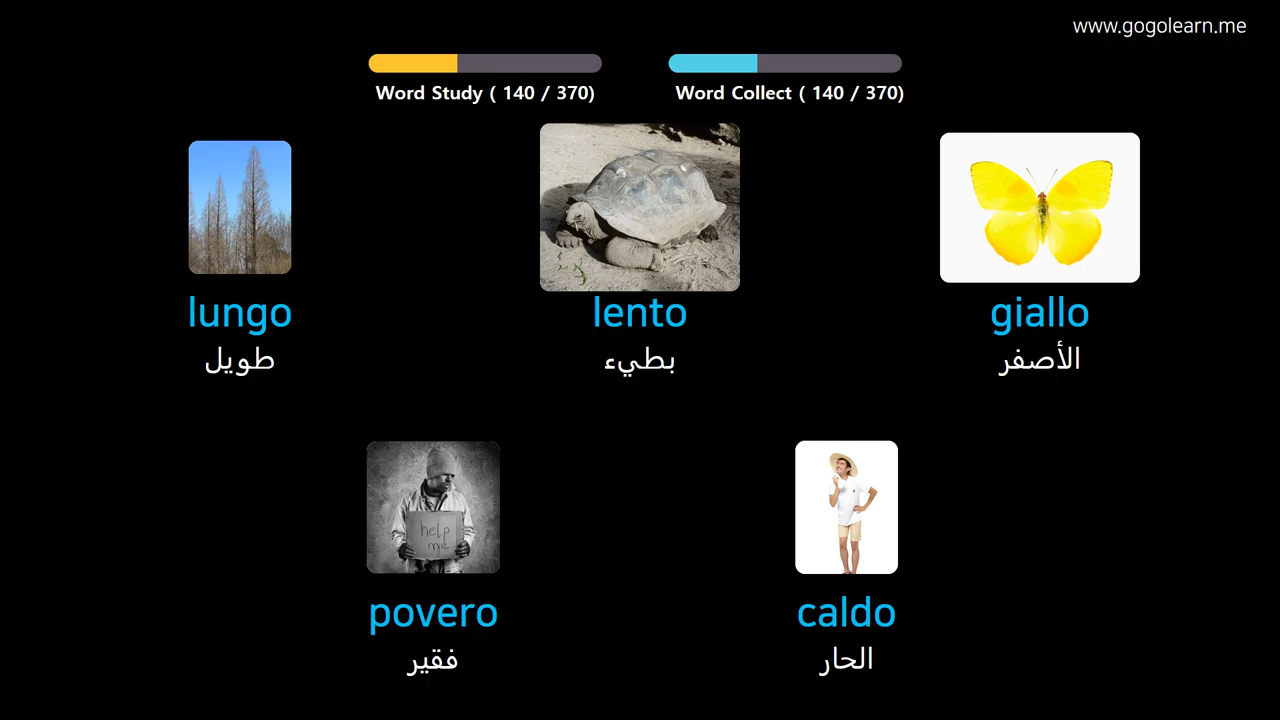 www.gogolearn.me
Word Study ( 140 / 370)
Word Collect ( 140 / 370)
lungo
طويل
lento
بطيء
giallo
الأصفر
help
me
povero
فقير
caldo
الحار